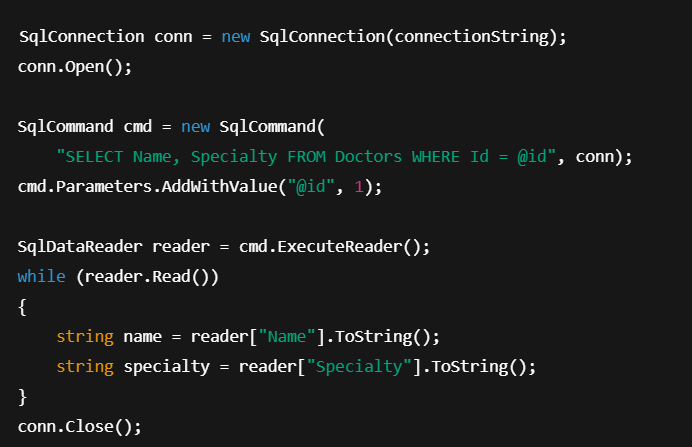 SqlConnection conn = new SqlConnection(connectionString);
conn.Open();

SqlCommand cmd = new SqlCommand(
    "SELECT Name, Specialty FROM Doctors WHERE Id = @id", conn);
cmd.Parameters.AddWithValue("@id", 1);

SqlDataReader reader = cmd.ExecuteReader();
while (reader.Read())
{
    string name = reader["Name"].ToString();
    string specialty = reader["Specialty"].ToString();
}
conn.Close();